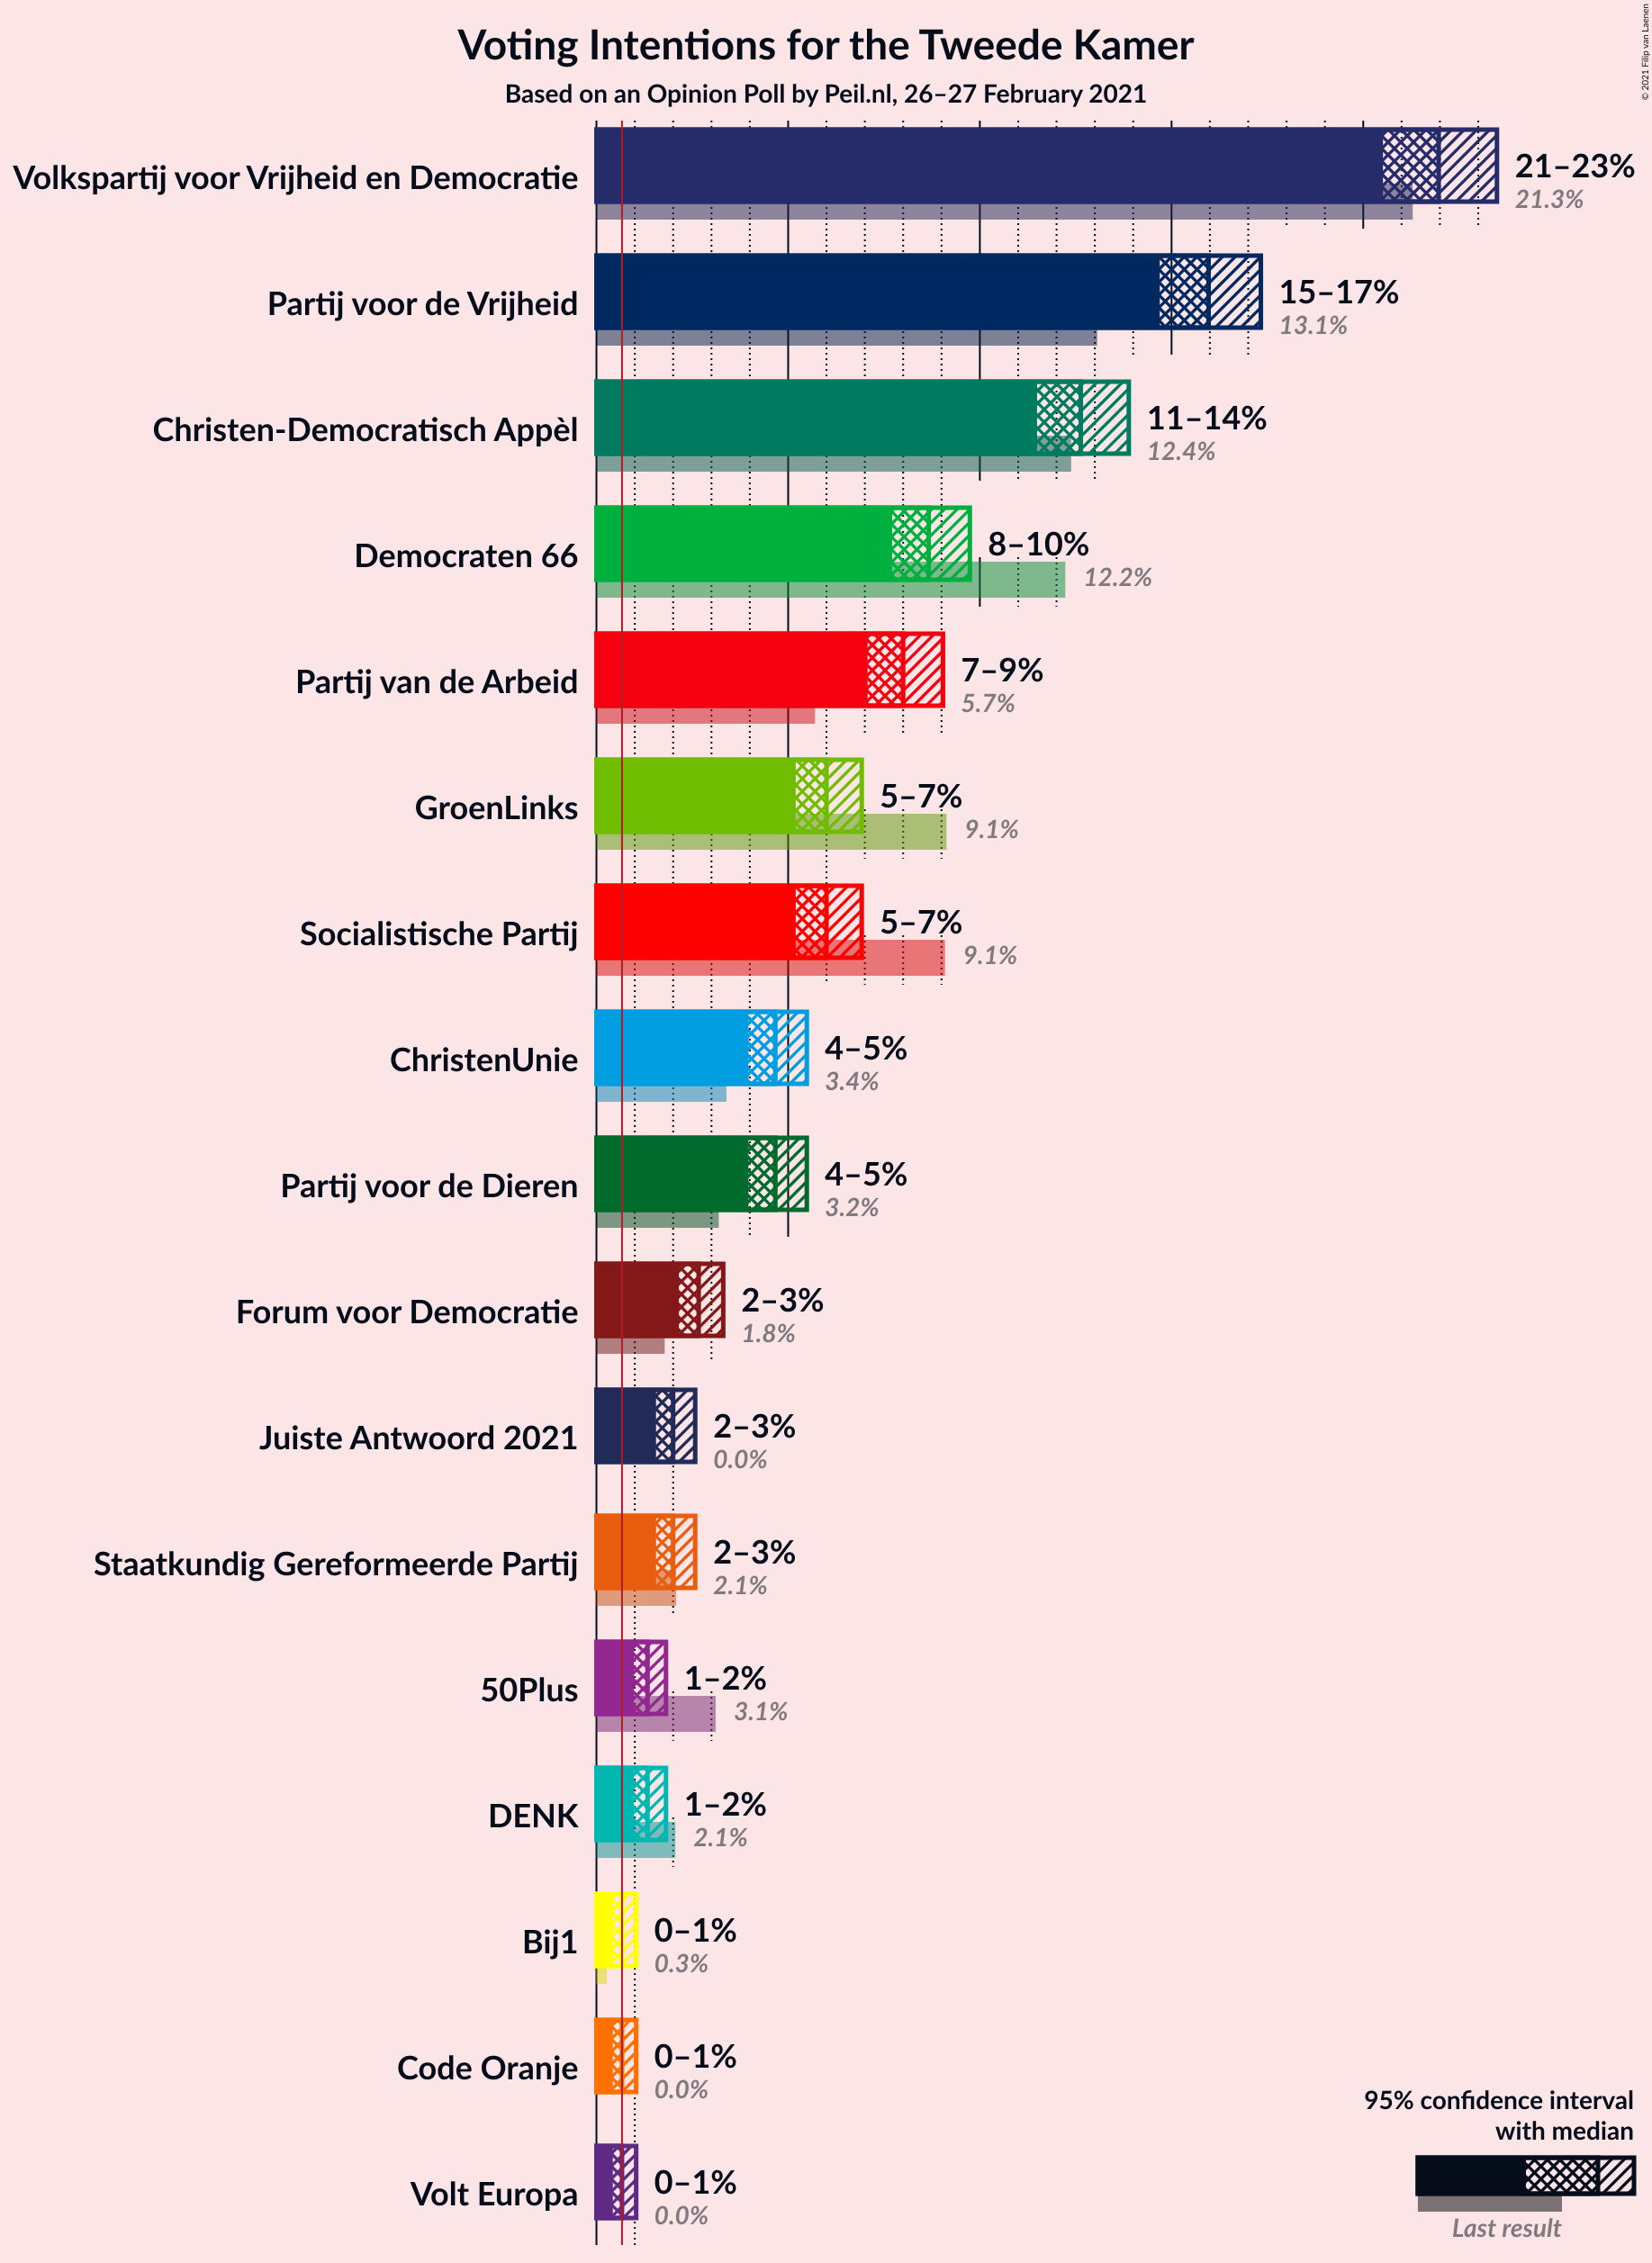 © 2021 Filip van Laenen
Voting Intentions for the Tweede Kamer
Based on an Opinion Poll by Peil.nl, 26–27 February 2021
Volkspartij voor Vrijheid en Democratie
21–23%
21.3%
Partij voor de Vrijheid
15–17%
13.1%
Christen-Democratisch Appèl
11–14%
12.4%
Democraten 66
8–10%
12.2%
Partij van de Arbeid
7–9%
5.7%
GroenLinks
5–7%
9.1%
Socialistische Partij
5–7%
9.1%
ChristenUnie
4–5%
3.4%
Partij voor de Dieren
4–5%
3.2%
Forum voor Democratie
2–3%
1.8%
Juiste Antwoord 2021
2–3%
0.0%
Staatkundig Gereformeerde Partij
2–3%
2.1%
50Plus
1–2%
3.1%
DENK
1–2%
2.1%
Bij1
0–1%
0.3%
Code Oranje
0–1%
0.0%
Volt Europa
0–1%
0.0%
95% confidence interval
with median
Last result